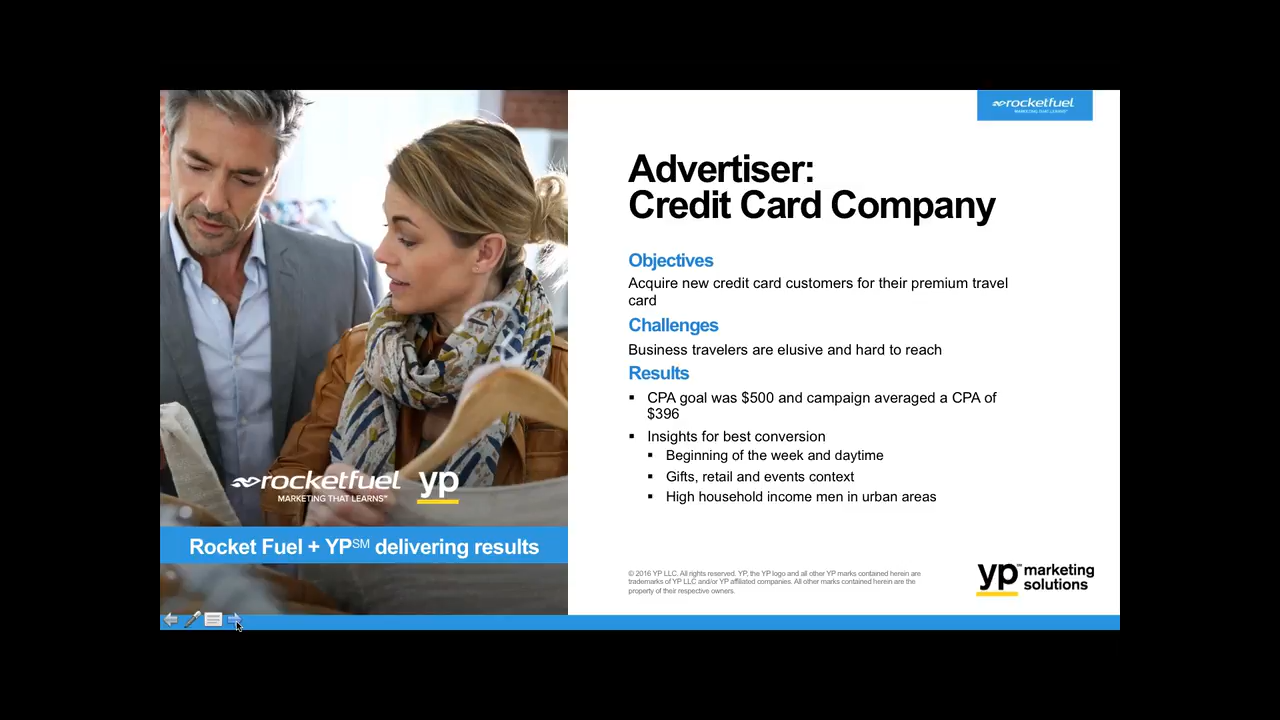 rocketfuel
MARKETING THAT LEARNS™
Advertiser:
Credit Card Company
Objectives
Acquire new credit card customers for their premium travel
card
Challenges
Business travelers are elusive and hard to reach
Results
▪ CPA goal was $500 and campaign averaged a CPA of
$396
▪ Insights for best conversion
▪ Beginning of the week and daytime
▪ Gifts, retail and events context
▪ High household income men in urban areas
rocketfuel
MARKETING THAT LEARNS™
yp
Rocket Fuel + YP℠ delivering results
© 2016 YP LLC. All rights reserved. YP, the YP logo and all other YP marks contained herein are
trademarks of YP LLC and/or YP affiliated companies. All other marks contained herein are the
property of their respective owners.
yp™ marketing
solutions